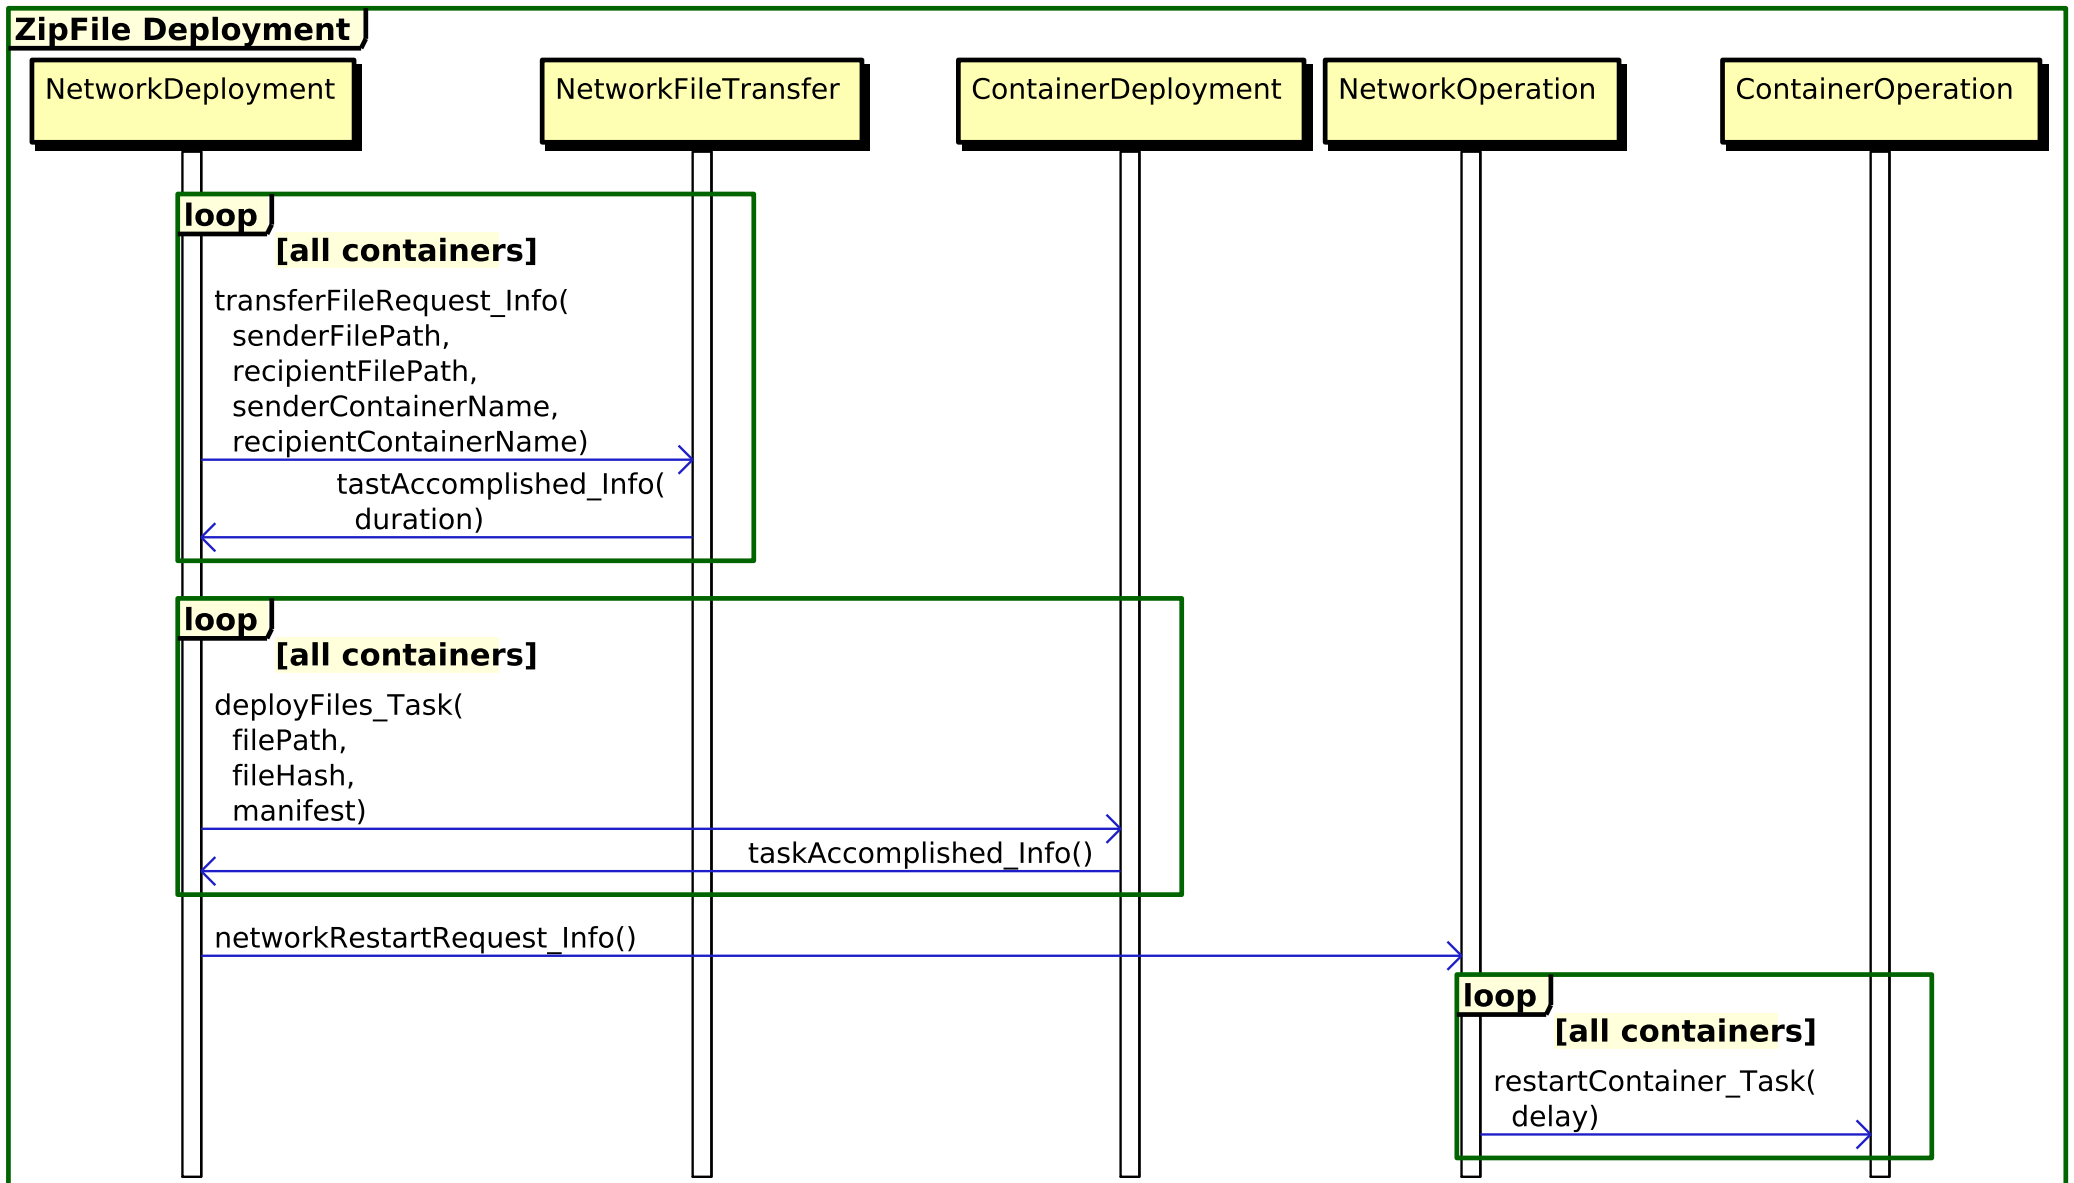 ZipFile Deployment
NetworkDeployment
NetworkFileTransfer
ContainerDeployment
NetworkOperation
ContainerOperation
loop
[all containers]
transferFileRequest_Info(
senderFilePath,
recipientFilePath,
senderContainerName,
recipientContainerName)
tastAccomplished_Info(
duration)
loop
[all containers]
deployFiles_Task(
filePath,
fileHash,
manifest)
taskAccomplished_Info()
networkRestartRequest_Info()
loop
[all containers]
restartContainer_Task(
delay)